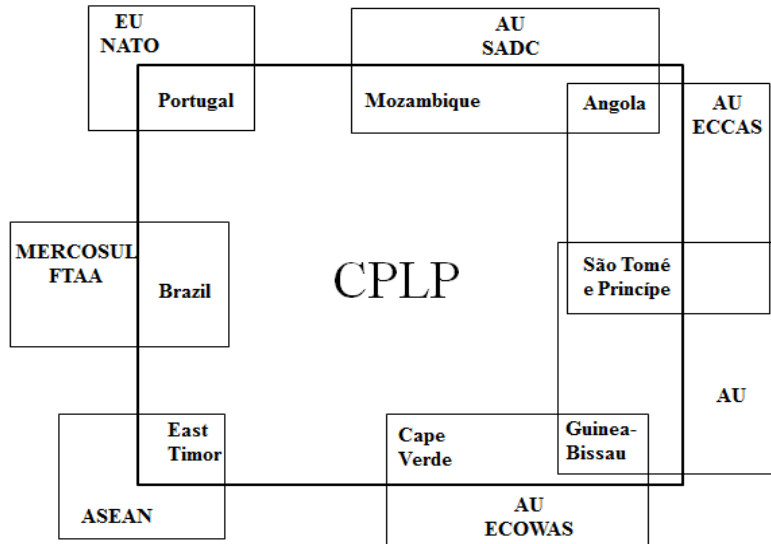 EU
NATO
Portugal
AU
SADC
Mozambique
Angola
AU
ECCAS
MERCOSUL
FTAA
Brazil
CPLP
São Tomé
e Princípe
AU
East
Timor
ASEAN
Cape
Verde
Guinea-
Bissau
AU
ECOWAS